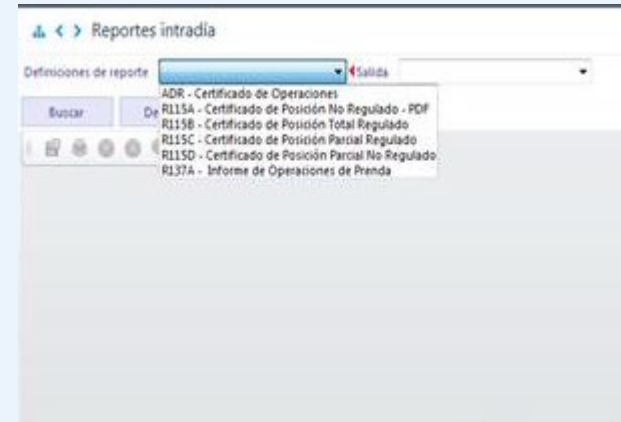 Reportes intradía
Definiciones de reporte
Salida
ADR - Certificado de Operaciones
Buscar
De
R115A - Certificado de Posición No Regulado - PDF
R115B - Certificado de Posición Total Regulado
R115C - Certificado de Posición Parcial Regulado
R115D - Certificado de Posición Parcial No Regulado
R137A - Informe de Operaciones de Prenda